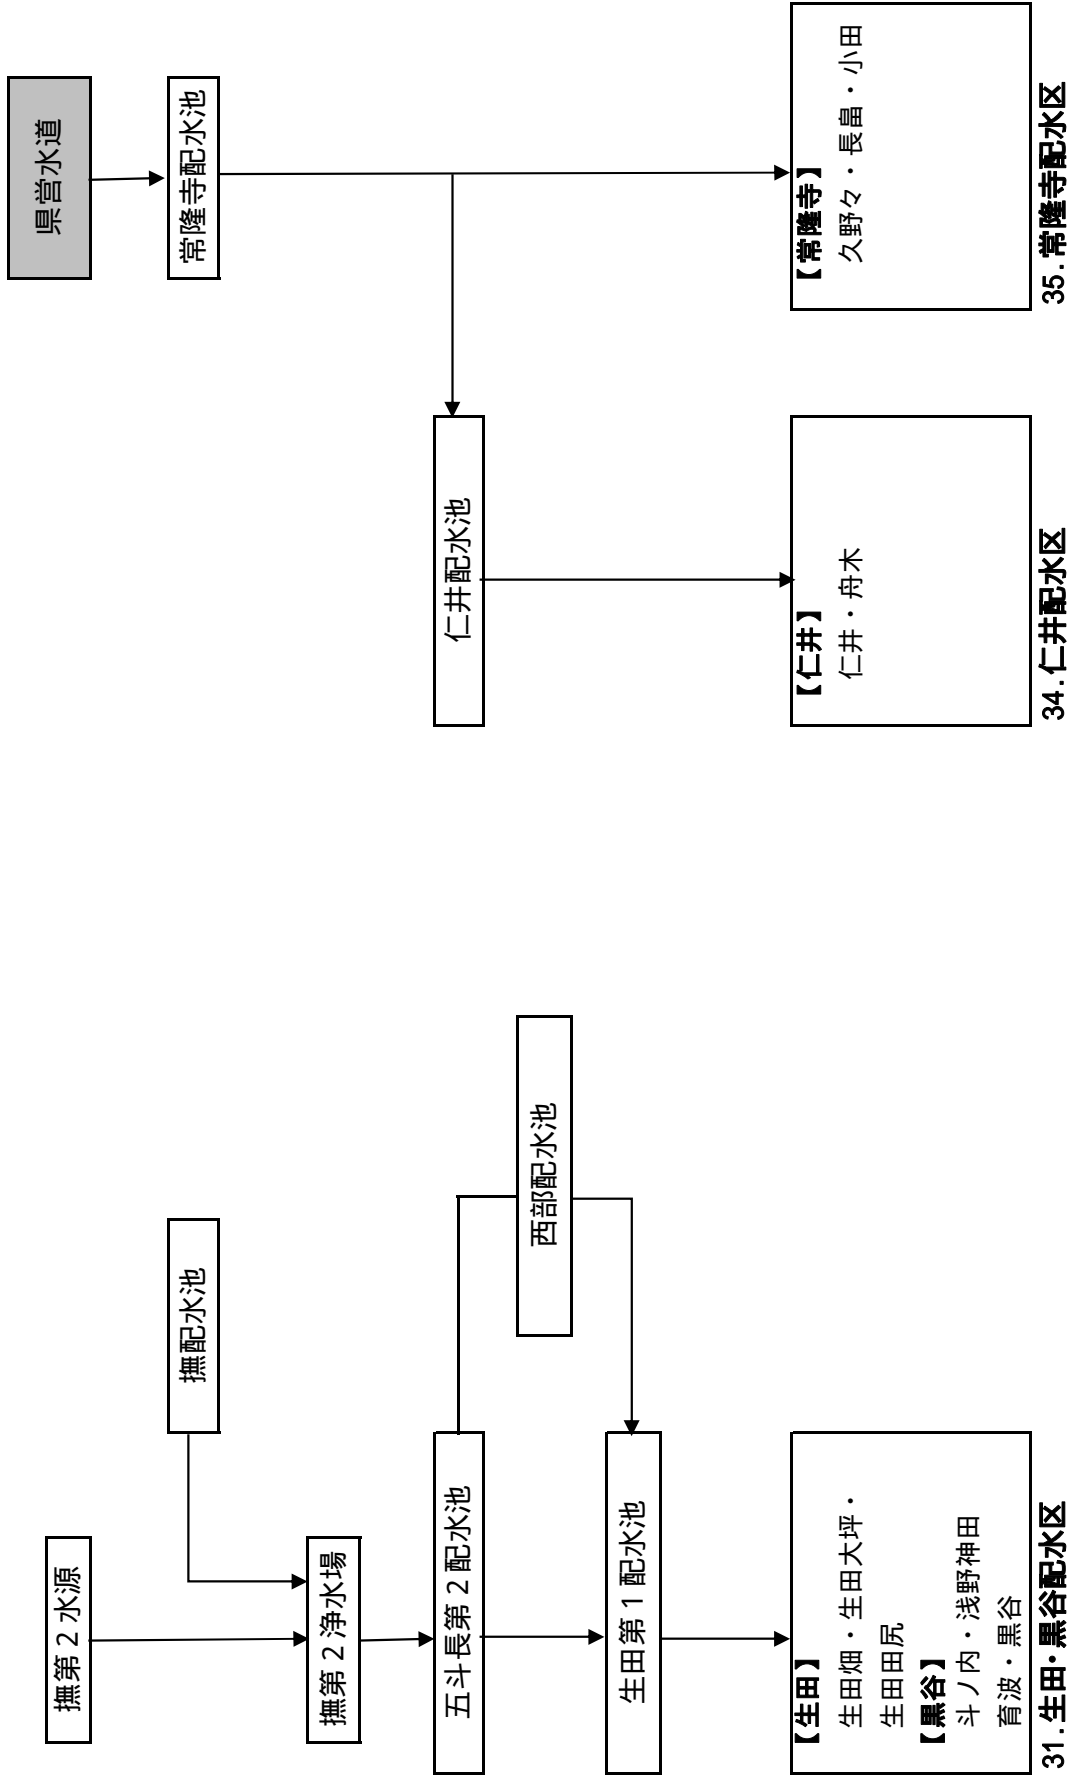 撫第２水源
撫配水池
撫第２浄水場
五斗長第２配水池
西部配水池
生田第１配水池
【生田】
生田畑・生田大坪・
生田田尻
【黒谷】
斗ノ内・浅野神田
育波・黒谷
31.生田・黒谷配水区
仁井配水池
【仁井】
仁井・舟木
34.仁井配水区
県営水道
常隆寺配水池
【常隆寺】
久野々・長畠・小田
35.常隆寺配水区